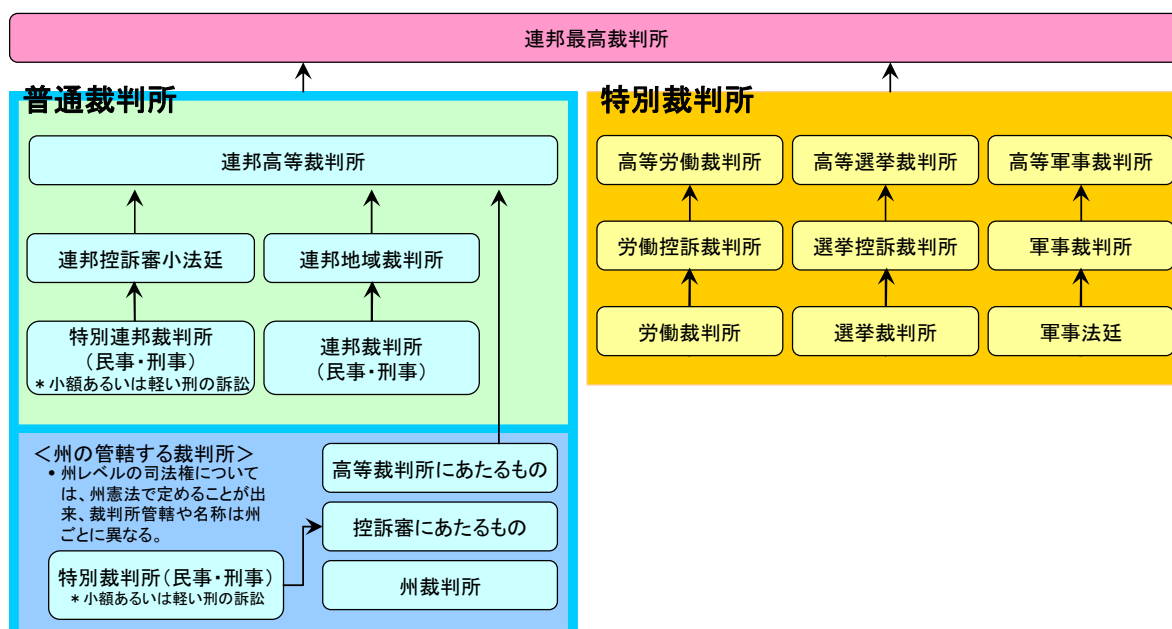 連邦最高裁判所
普通裁判所
連邦高等裁判所
連邦控訴審小法廷
連邦地域裁判所
特別連邦裁判所
(民事・刑事)
*小額あるいは軽い刑の訴訟
連邦裁判所
(民事・刑事)
<州の管轄する裁判所>
• 州レベルの司法権について
は、州憲法で定めることが出
来、裁判所管轄や名称は州
ごとに異なる。
高等裁判所にあたるもの
控訴審にあたるもの
特別裁判所(民事・刑事)
*小額あるいは軽い刑の訴訟
州裁判所
特別裁判所
高等労働裁判所
高等選挙裁判所
高等軍事裁判所
労働控訴裁判所
選挙控訴裁判所
軍事裁判所
労働裁判所
選挙裁判所
軍事法廷